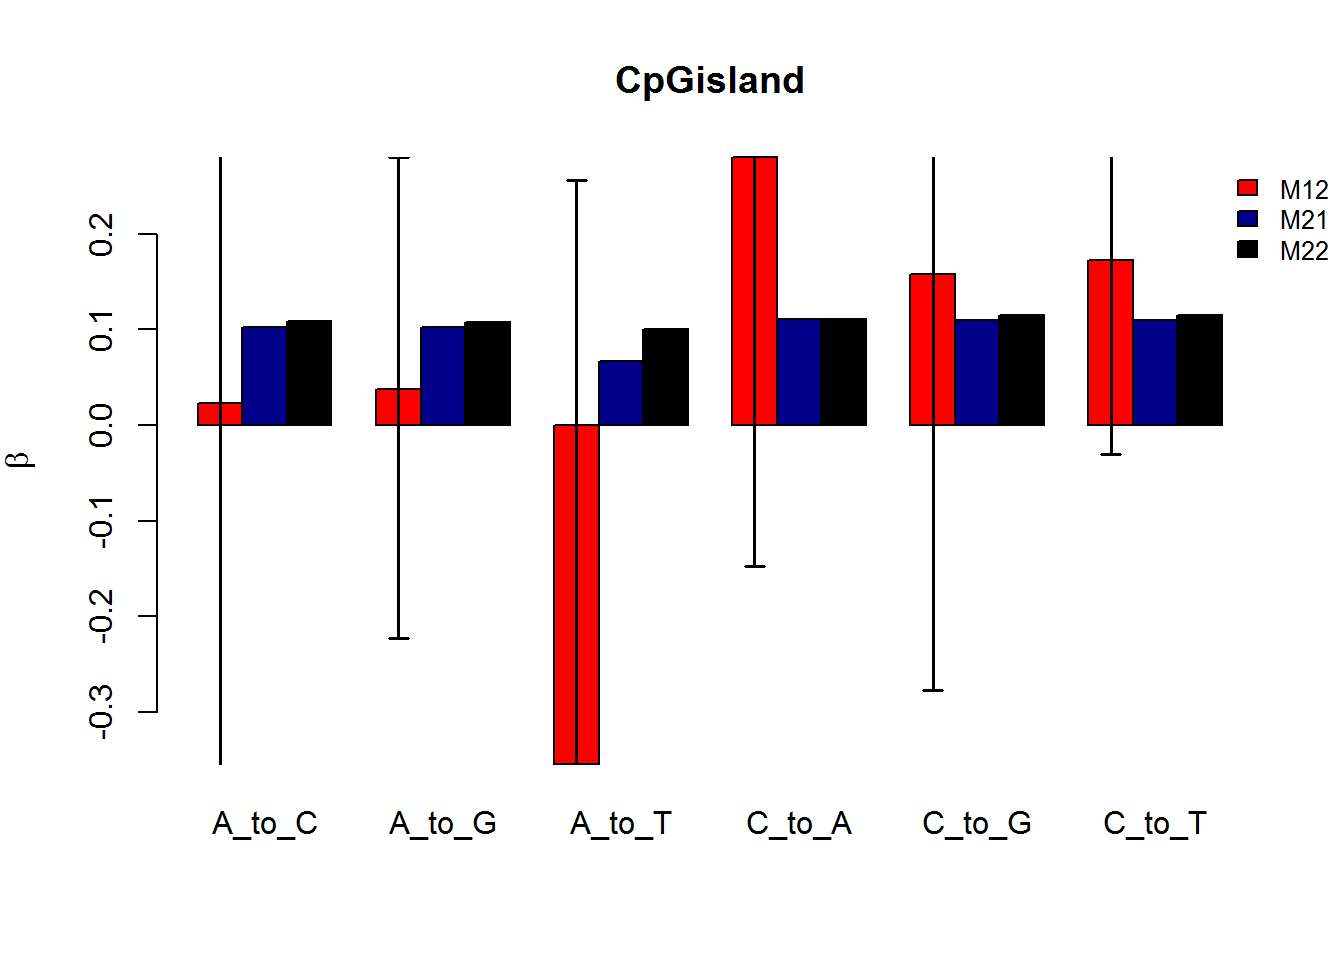 CpGisland
M12
M21
M22
β
0.2
0.1
0.0
-0.1
-0.2
-0.3
A_to_C
A_to_G
A_to_T
C_to_A
C_to_G
C_to_T